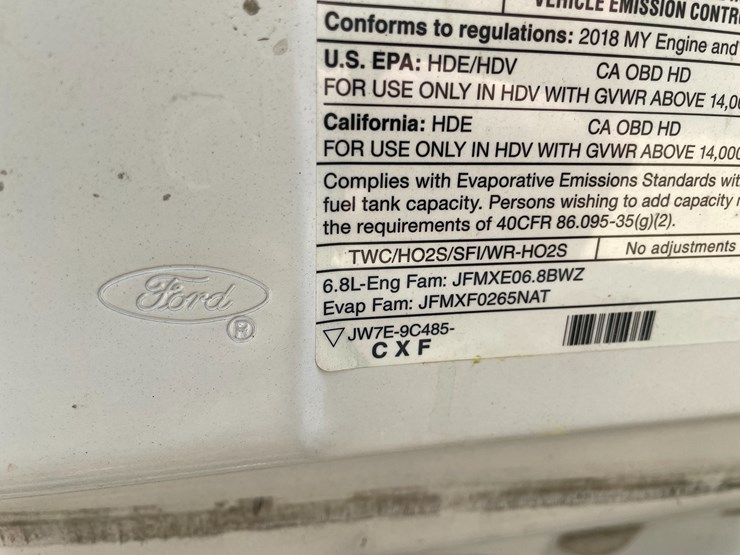 VEHICLE EMISSION CONTR
Conforms to regulations: 2018 MY Engine and
U.S. EPA: HDE/HDV CA OBD HD
FOR USE ONLY IN HDV WITH GVWR ABOVE 14,0
California: HDE CA OBD HD
FOR USE ONLY IN HDV WITH GVWR ABOVE 14,000
Complies with Evaporative Emissions Standards wit
fuel tank capacity. Persons wishing to add capacity
the requirements of 40CFR 86.095-35(g)(2).
TWC/HO2S/SFI/WR-HO2S No adjustments
6.8L-Eng Fam: JFMXE06.8BWZ
Evap Fam: JFMXF0265NAT
JW7E-9C485-
CXF
Ford
®